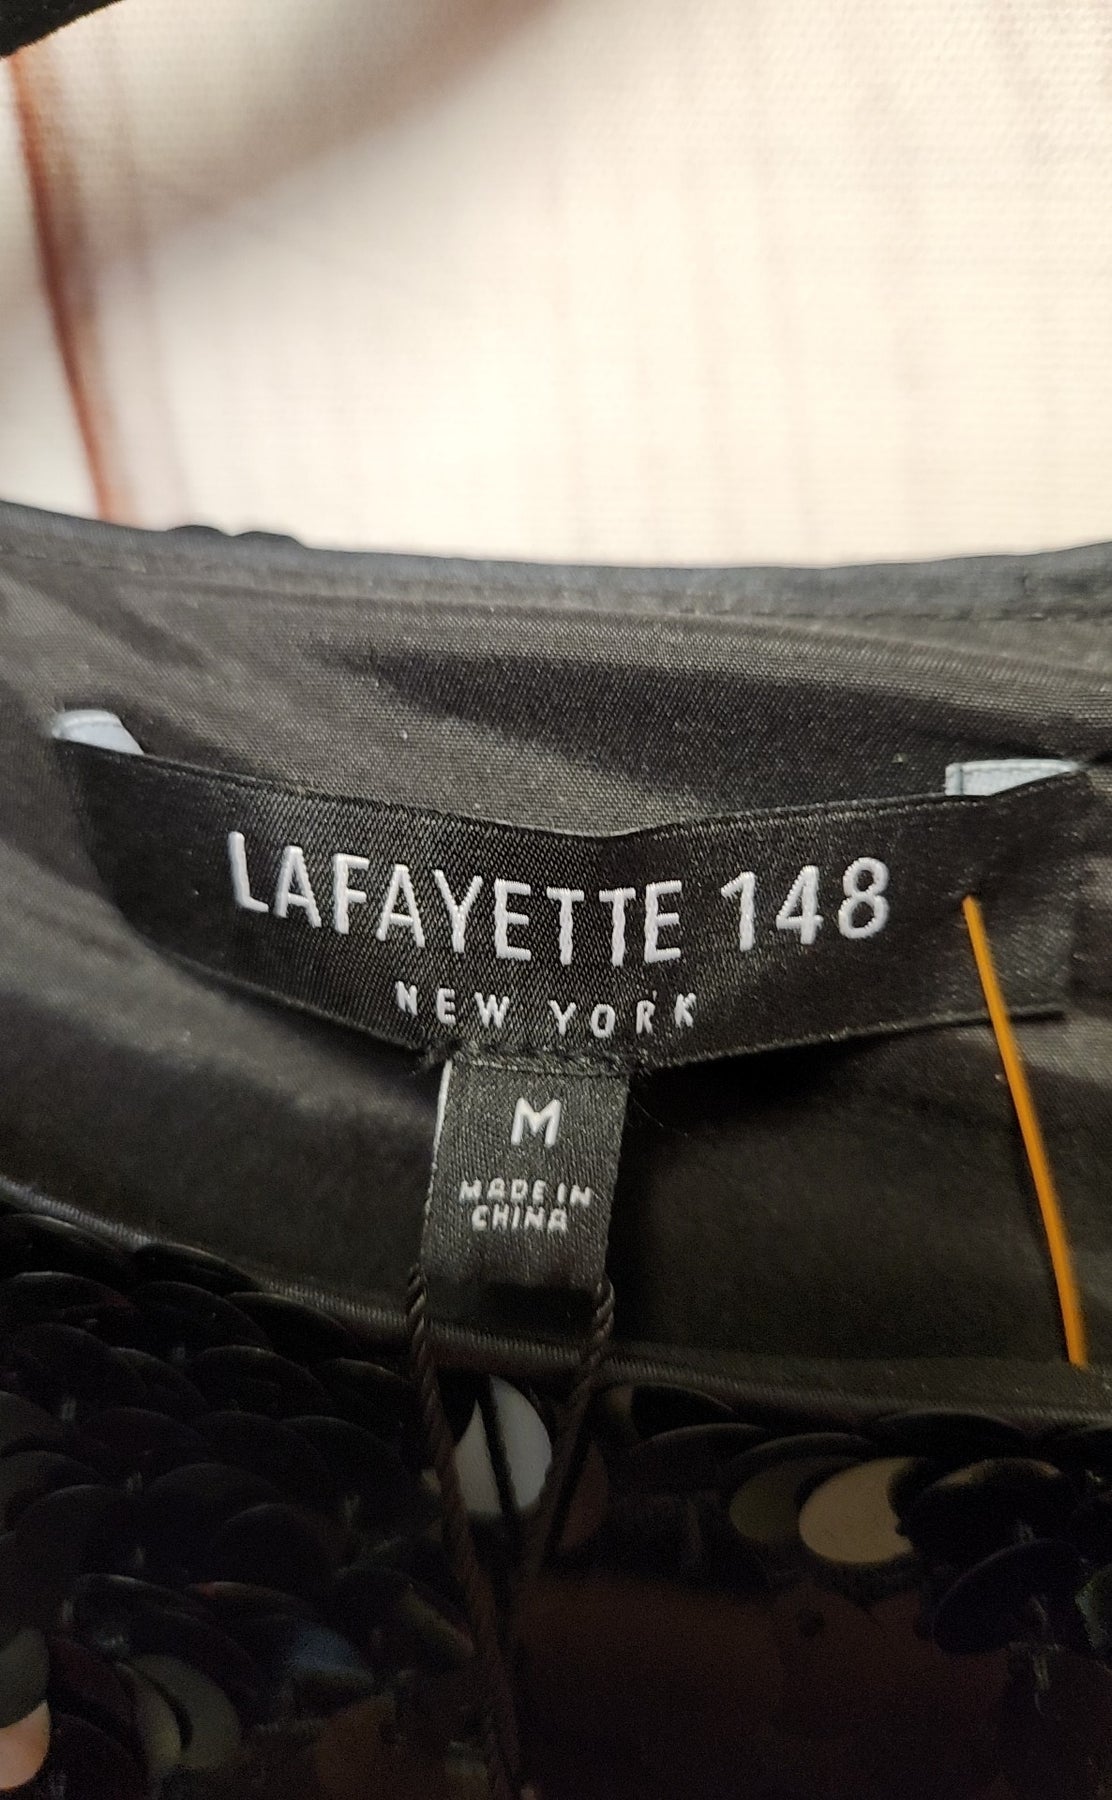 LAFAYETTE 148
NEW YORK
M
MADE IN
CHINA